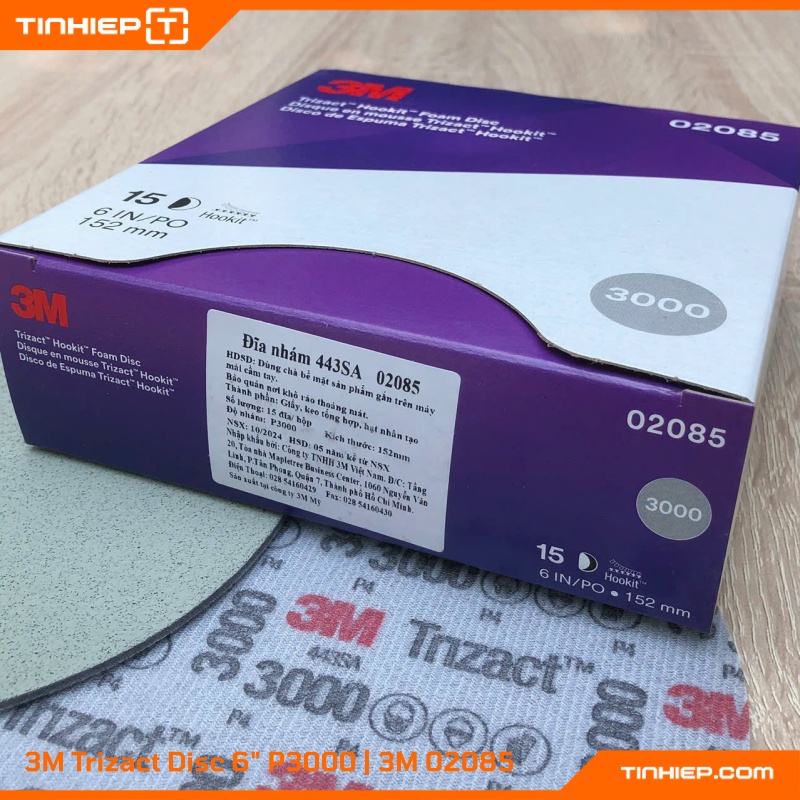 TINHIEP T
3M
Trizact™ Hookit™ Foam Disc
Disque en mousse Trizact™ Hookit™
Disco de Espuma Trizact™ Hookit™
02085
15 Hookit™
6 IN/PO
152 mm
3000
3M
Trizact™ Hookit™ Foam Disc
Disque en mousse Trizact™ Hookit™
Disco de Espuma Trizact™ Hookit™
Đĩa nhám 443SA 02085
HDSD: Dùng chà bề mặt sản phẩm gắn trên máy
mài cầm tay.
Bảo quản nơi khô ráo thoáng mát.
Thành phần: Giấy, keo tổng hợp, hạt nhân tạo
Số lượng: 15 đĩa/ hộp
Độ nhám: P3000 Kích thước: 152mm
NSX: 10/2024 HSD: 05 năm kể từ NSX
Nhập khẩu bởi: Công ty TNHH 3M Việt Nam. Đ/C: Tầng
20, Tòa nhà Mapletree Business Center, 1060 Nguyễn Văn
Linh, P.Tân Phong, Quận 7, Thành phố Hồ Chí Minh.
Điện Thoại: 028 54160429 Fax: 028 54160430
Sản xuất tại công ty 3M Mỹ
02085
3000
15 Hookit™
6 IN/PO • 152 mm
P4 3000 P4
3M Trizact™ P4
443SA
3000 3000 3000
P4
3M
443SA
Trizact™
P4
3M Trizact Disc 6" P3000 | 3M 02085
TINHIEP.COM